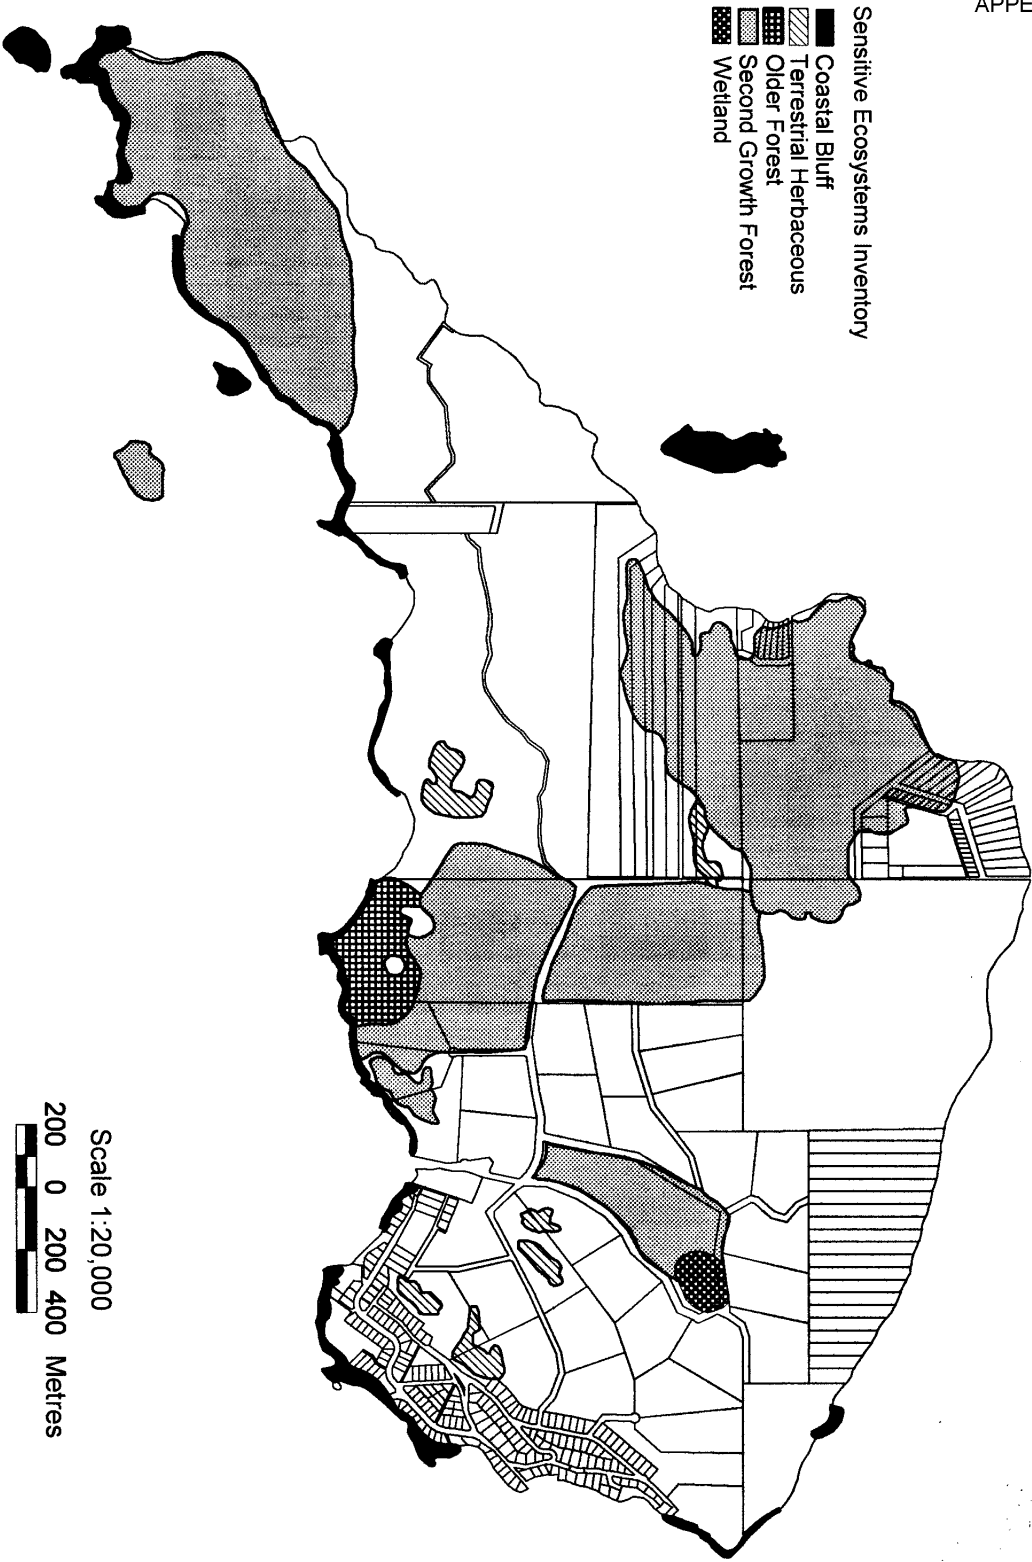 APPE
Sensitive Ecosystems Inventory
Coastal Bluff
Terrestrial Herbaceous
Older Forest
Second Growth Forest
Wetland
Scale 1:20,000
200 0 200 400 Metres